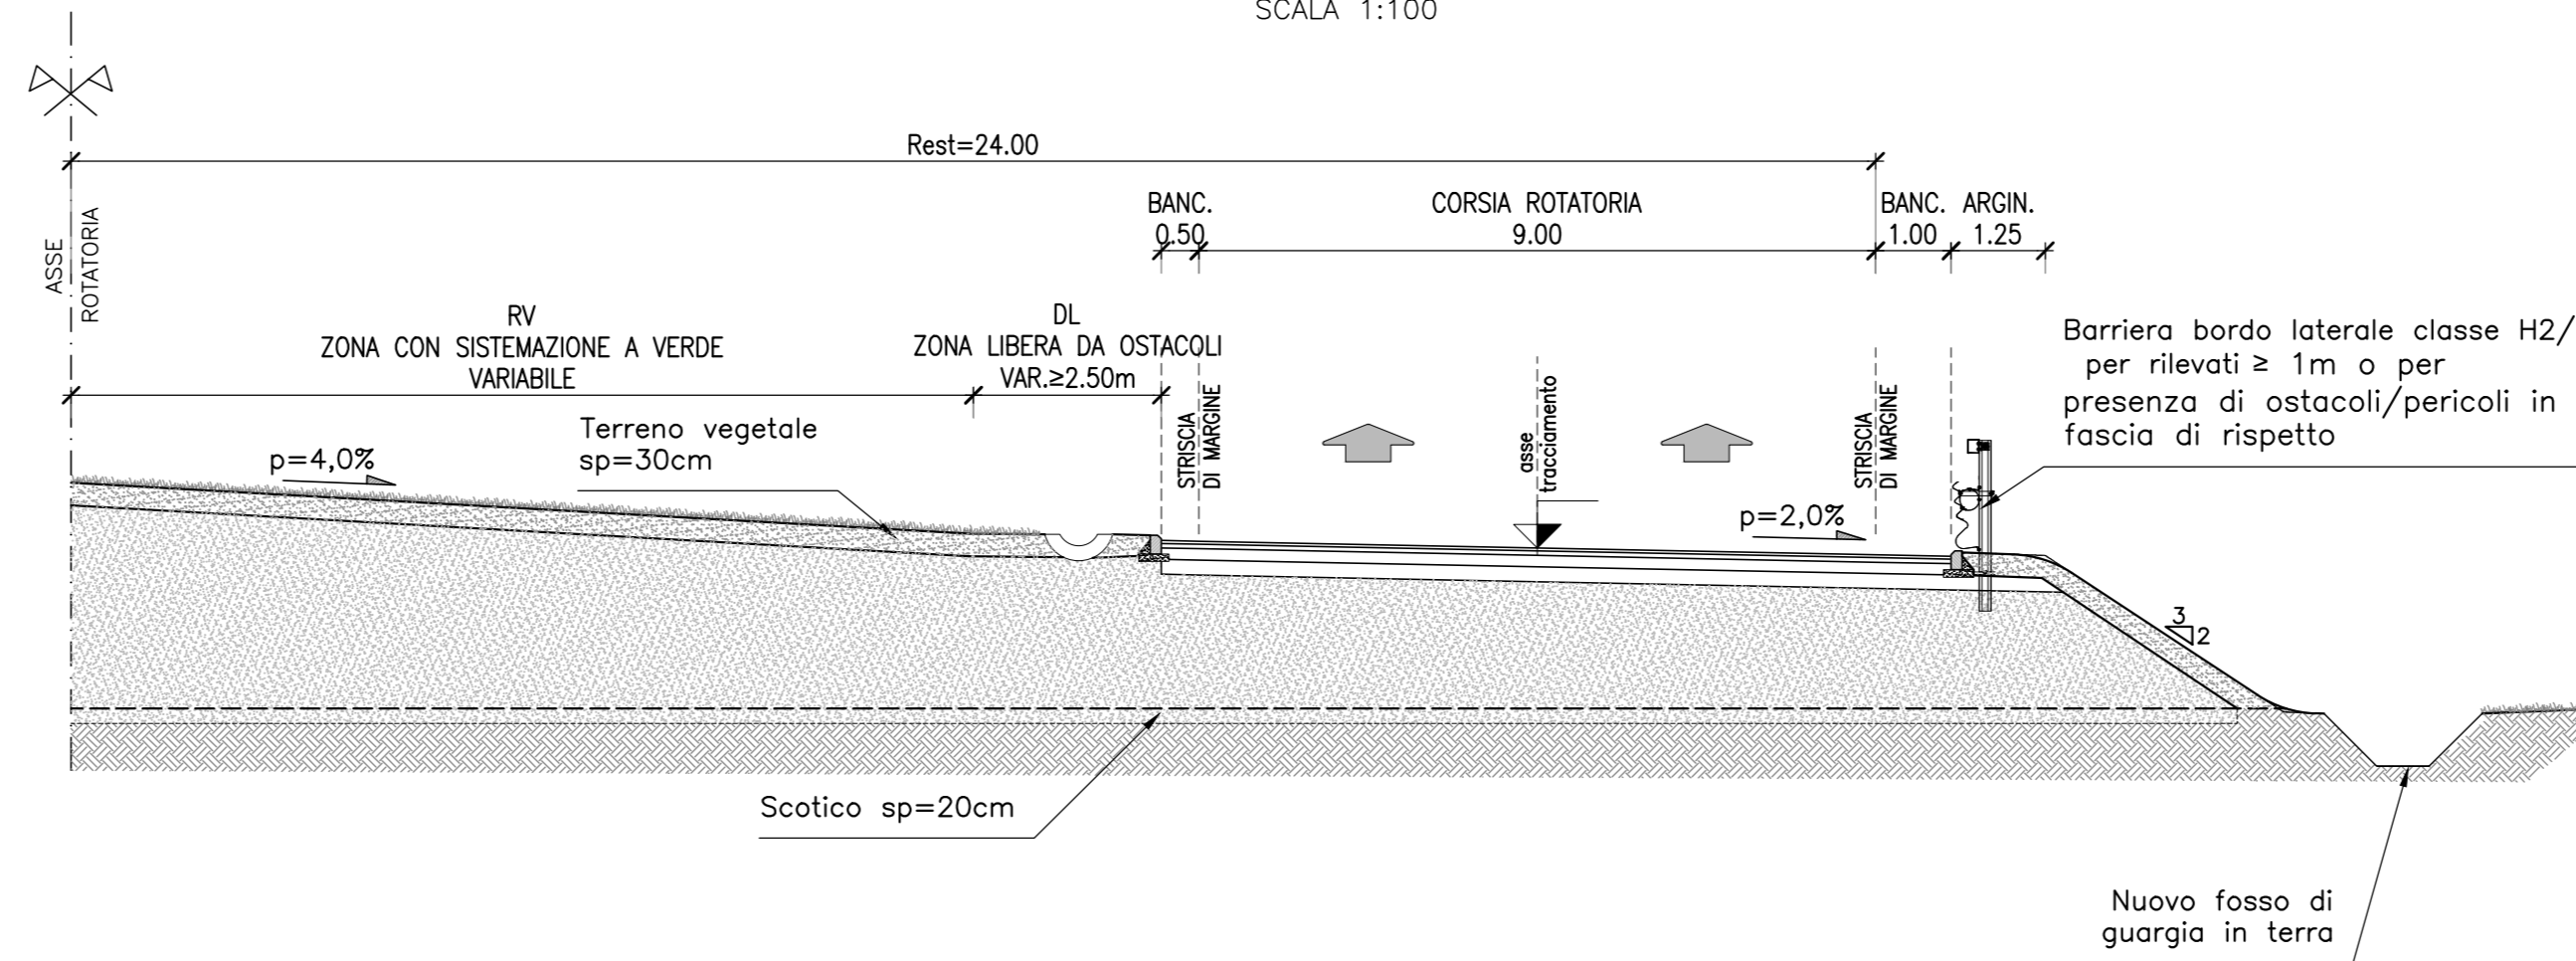 SCALA 1:100
Rest=24.00
BANC.
0.50
CORSIA ROTATORIA
9.00
BANC.
1.00
ARGIN.
1.25
ASSE
ROTATORIA
RV
ZONA CON SISTEMAZIONE A VERDE
VARIABILE
DL
ZONA LIBERA DA OSTACOLI
VAR.≥2.50m
Barriera bordo laterale classe H2/
per rilevati ≥ 1m o per
presenza di ostacoli/pericoli in
fascia di rispetto
STRISCIA
DI MARGINE
asse
tracciamento
STRISCIA
DI MARGINE
Terreno vegetale
sp=30cm
p=4,0%
p=2,0%
3
2
Scotico sp=20cm
Nuovo fosso di
guargia in terra